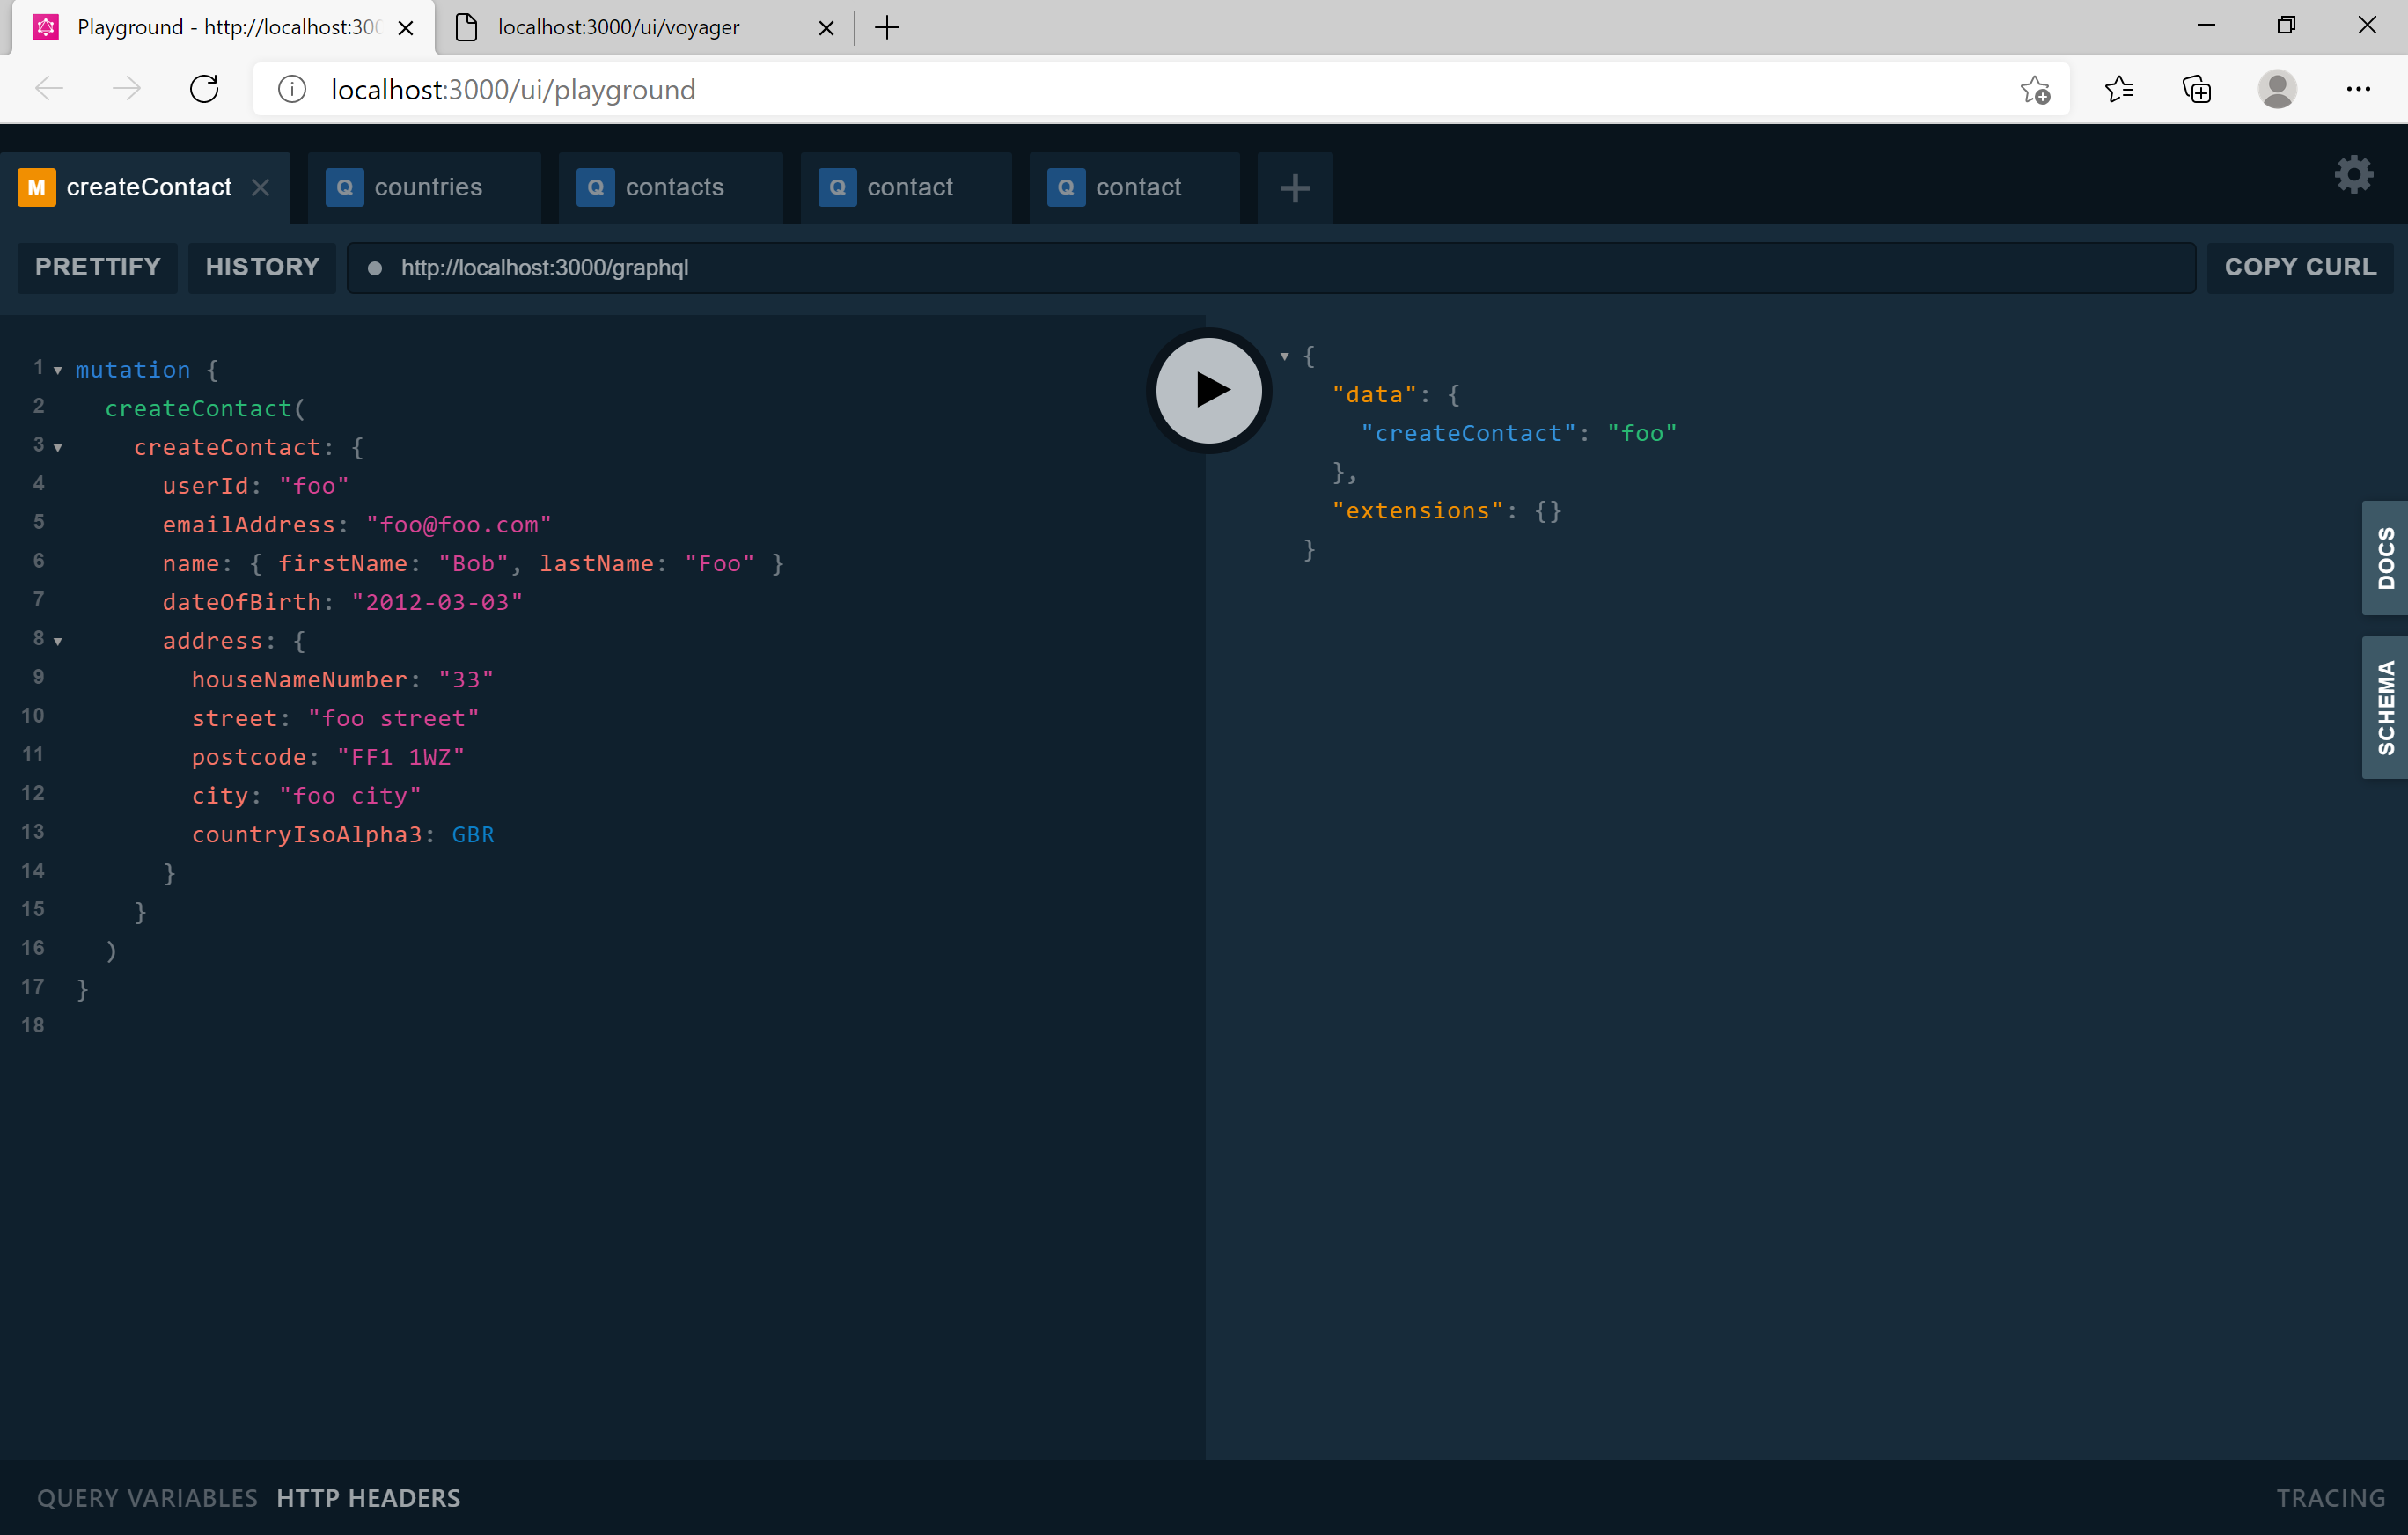 Playground - http://localhost:300
localhost:3000/ui/voyager
localhost:3000/ui/playground
M createContact
Q countries
Q contacts
Q contact
Q contact
PRETTIFY
HISTORY
http://localhost:3000/graphql
COPY CURL
1 mutation {
2 createContact(
3 createContact: {
4 userId: "foo"
5 emailAddress: "foo@foo.com"
6 name: { firstName: "Bob", lastName: "Foo" }
7 dateOfBirth: "2012-03-03"
8 address: {
9 houseNameNumber: "33"
10 street: "foo street"
11 postcode: "FF1 1WZ"
12 city: "foo city"
13 countryIsoAlpha3: GBR
14 }
15 }
16 )
17 }
18
{
"data": {
"createContact": "foo"
},
"extensions": {}
}
DOCS
SCHEMA
QUERY VARIABLES HTTP HEADERS
TRACING